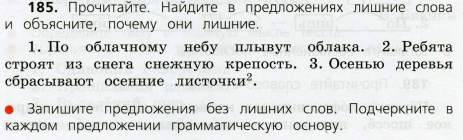 185. Прочитайте. Найдите в предложениях лишние слова
и объясните, почему они лишние.
1. По облачному небу плывут облака. 2. Ребята
строят из снега снежную крепость. 3. Осенью деревья
сбрасывают осенние листочки².
● Запишите предложения без лишних слов. Подчеркните в
каждом предложении грамматическую основу.